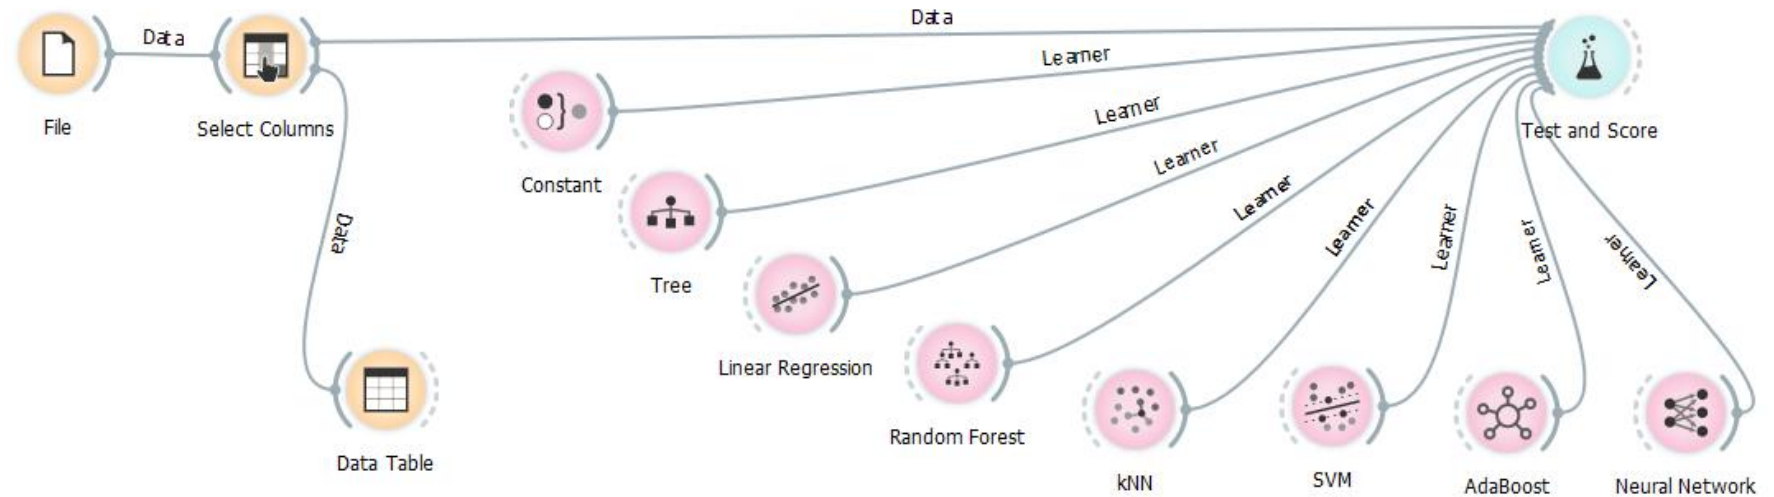 Data
Data
Learner
File
Select Columns
Test and Score
Learner
Learner
Constant
Learner
Learner
Learner
Learner
Learner
Data
Tree
Linear Regression
Random Forest
Data Table
kNN
SVM
AdaBoost
Neural Network